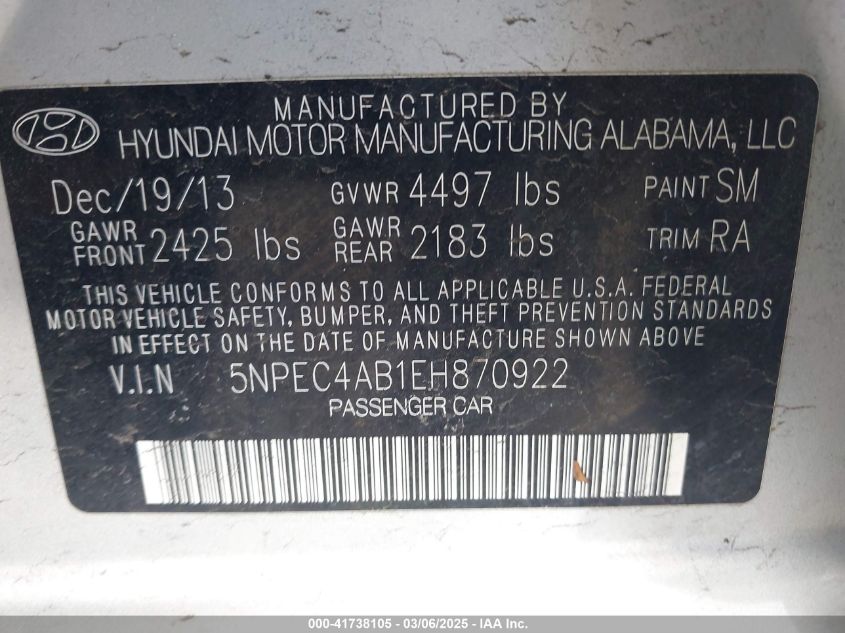 MANUFACTURED BY
HYUNDAI MOTOR MANUFACTURING ALABAMA, LLC
Dec/19/13 GVWR 4497 lbs PAINT SM
GAWR FRONT 2425 lbs GAWR REAR 2183 lbs TRIM RA
THIS VEHICLE CONFORMS TO ALL APPLICABLE U.S.A. FEDERAL
MOTOR VEHICLE SAFETY, BUMPER, AND THEFT PREVENTION STANDARDS
IN EFFECT ON THE DATE OF MANUFACTURE SHOWN ABOVE
V.I.N 5NPEC4AB1EH870922
PASSENGER CAR
000-41738105 - 03/06/2025 - IAA Inc.